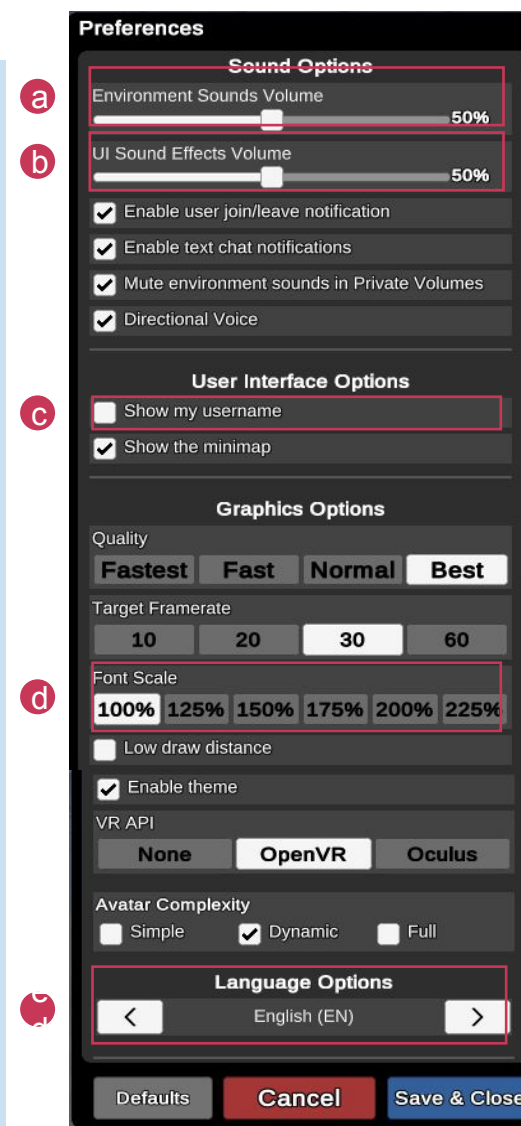 Preferences
Sound Options
a
Environment Sounds Volume
50%
b
UI Sound Effects Volume
50%
Enable user join/leave notification
Enable text chat notifications
Mute environment sounds in Private Volumes
Directional Voice
User Interface Options
c
Show my username
Show the minimap
Graphics Options
Quality
Fastest Fast Normal Best
Target Framerate
10 20 30 60
d
Font Scale
100% 125% 150% 175% 200% 225%
Low draw distance
Enable theme
VR API
None OpenVR Oculus
Avatar Complexity
Simple Dynamic Full
Language Options
< English (EN) >
Defaults Cancel Save & Close